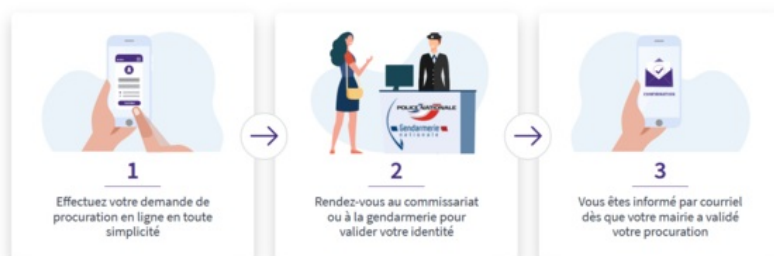 POLICE NATIONALE
Gendarmerie
nationale
1
Effectuez votre demande de
procuration en ligne en toute
simplicité
2
Rendez-vous au commissariat
ou à la gendarmerie pour
valider votre identité
3
Vous êtes informé par courriel
dès que votre mairie a validé
votre procuration